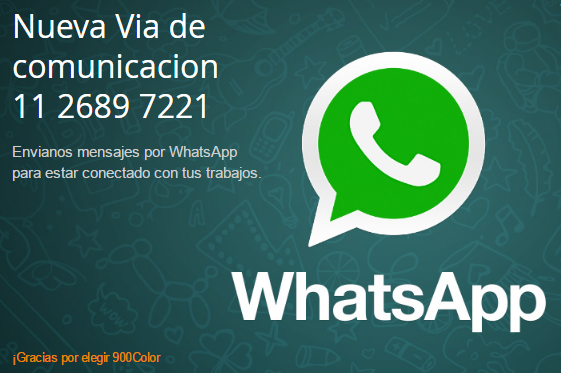 Nueva Via de
comunicacion
11 2689 7221
Envianos mensajes por WhatsApp
para estar conectado con tus trabajos.
WhatsApp
¡Gracias por elegir 900Color